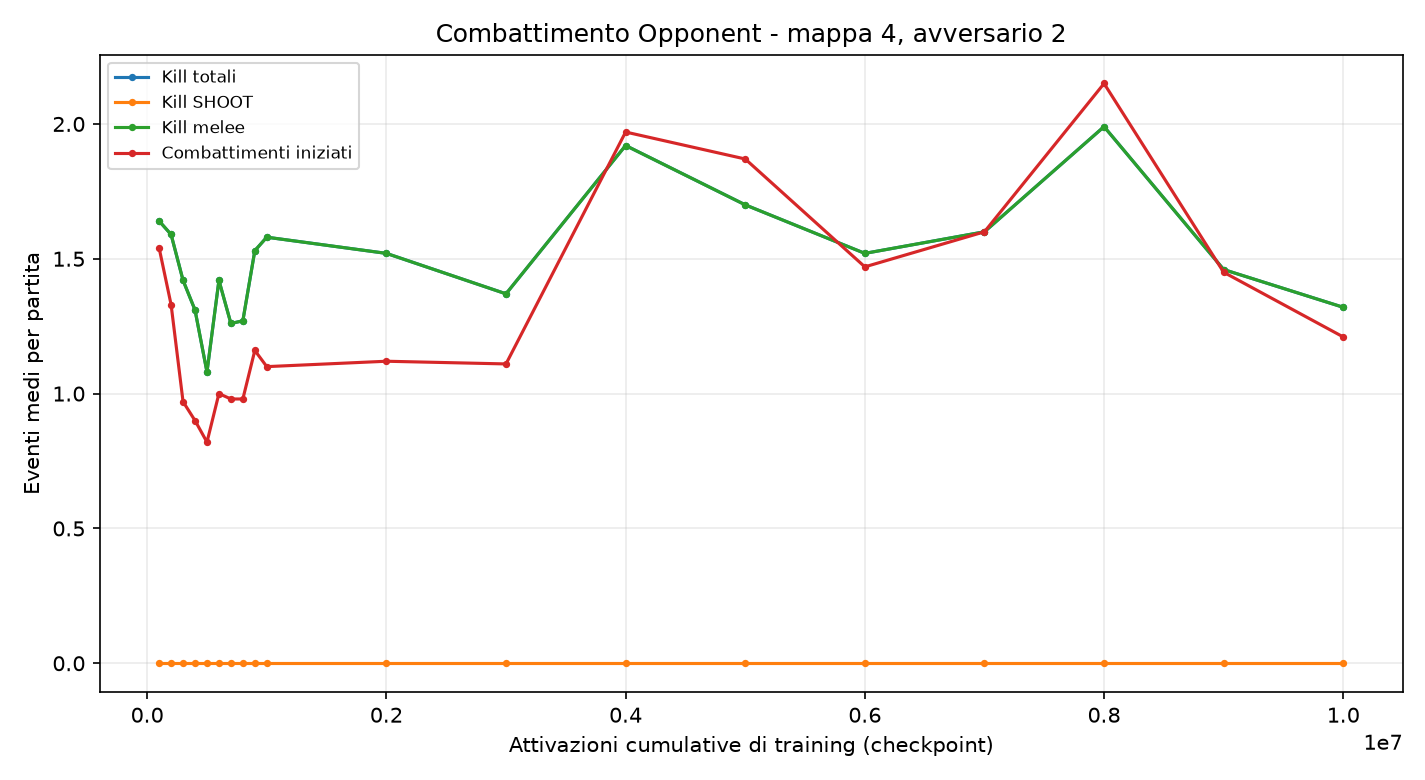 Combattimento Opponent - mappa 4, avversario 2
Kill totali
Kill SHOOT
Kill melee
Combattimenti iniziati
Eventi medi per partita
2.0
1.5
1.0
0.5
0.0
0.0
0.2
0.4
0.6
0.8
1.0
1e7
Attivazioni cumulative di training (checkpoint)